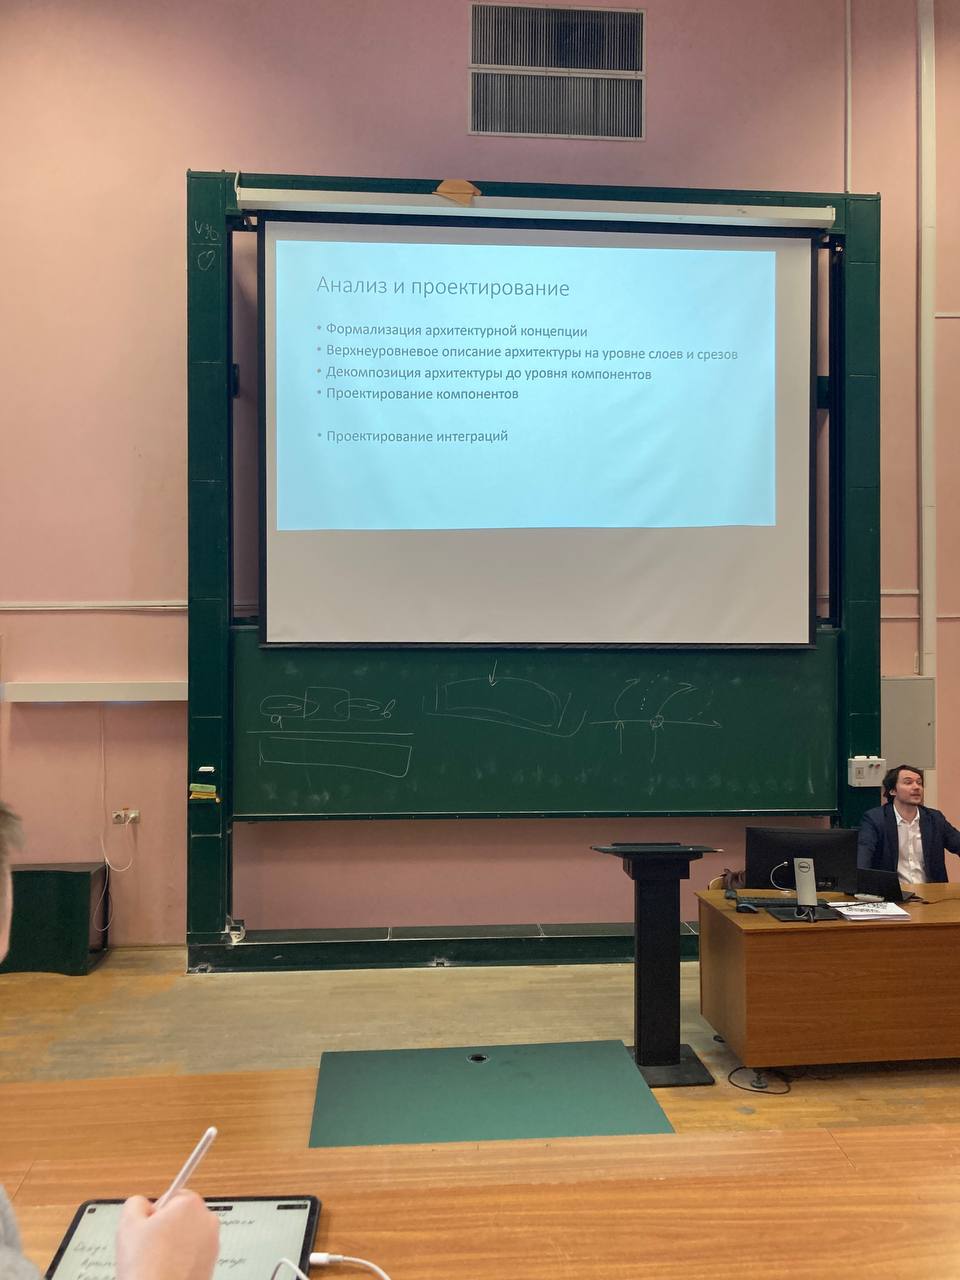 Анализ и проектирование
• Формализация архитектурной концепции
• Верхнеуровневое описание архитектуры на уровне слоев и срезов
• Декомпозиция архитектуры до уровня компонентов
• Проектирование компонентов
• Проектирование интеграций
a
b
DELL